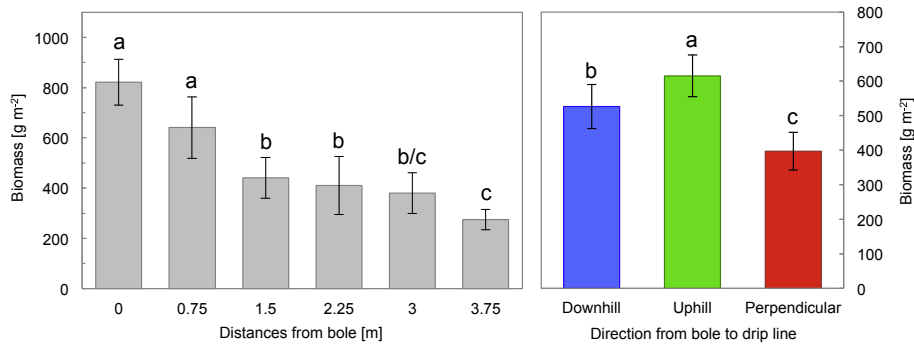 1000
800
600
400
200
0
Biomass [g m-2]
a
a
b
b
b/c
c
0 0.75 1.5 2.25 3 3.75
Distances from bole [m]
b
a
c
Downhill Uphill Perpendicular
Direction from bole to drip line
800
700
600
500
400
300
200
100
0
Biomass [g m-2]